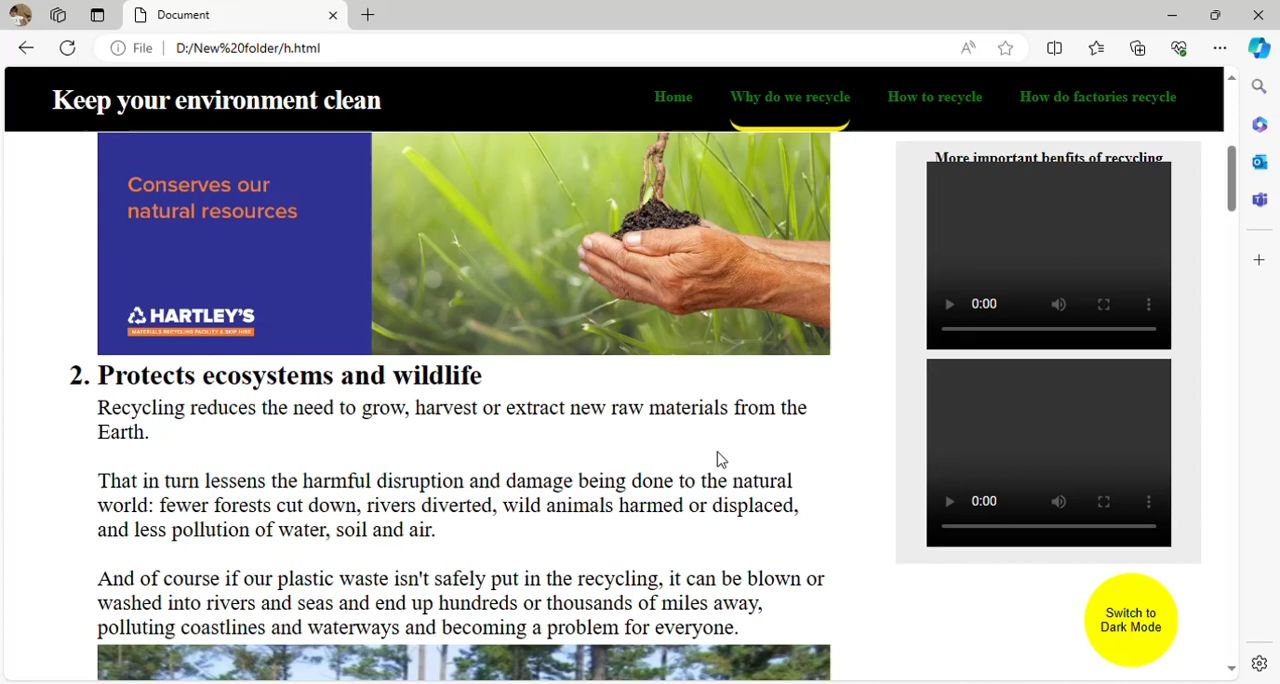 Document
File
D:/New%20folder/h.html
Keep your environment clean
Home
Why do we recycle
How to recycle
How do factories recycle
Conserves our
natural resources
HARTLEY'S
MATERIALS RECYCLING FACILITY & SKIP HIRE
2. Protects ecosystems and wildlife
Recycling reduces the need to grow, harvest or extract new raw materials from the
Earth.
That in turn lessens the harmful disruption and damage being done to the natural
world: fewer forests cut down, rivers diverted, wild animals harmed or displaced,
and less pollution of water, soil and air.
And of course if our plastic waste isn't safely put in the recycling, it can be blown or
washed into rivers and seas and end up hundreds or thousands of miles away,
polluting coastlines and waterways and becoming a problem for everyone.
More important benfits of recycling
0:00
0:00
Switch to
Dark Mode